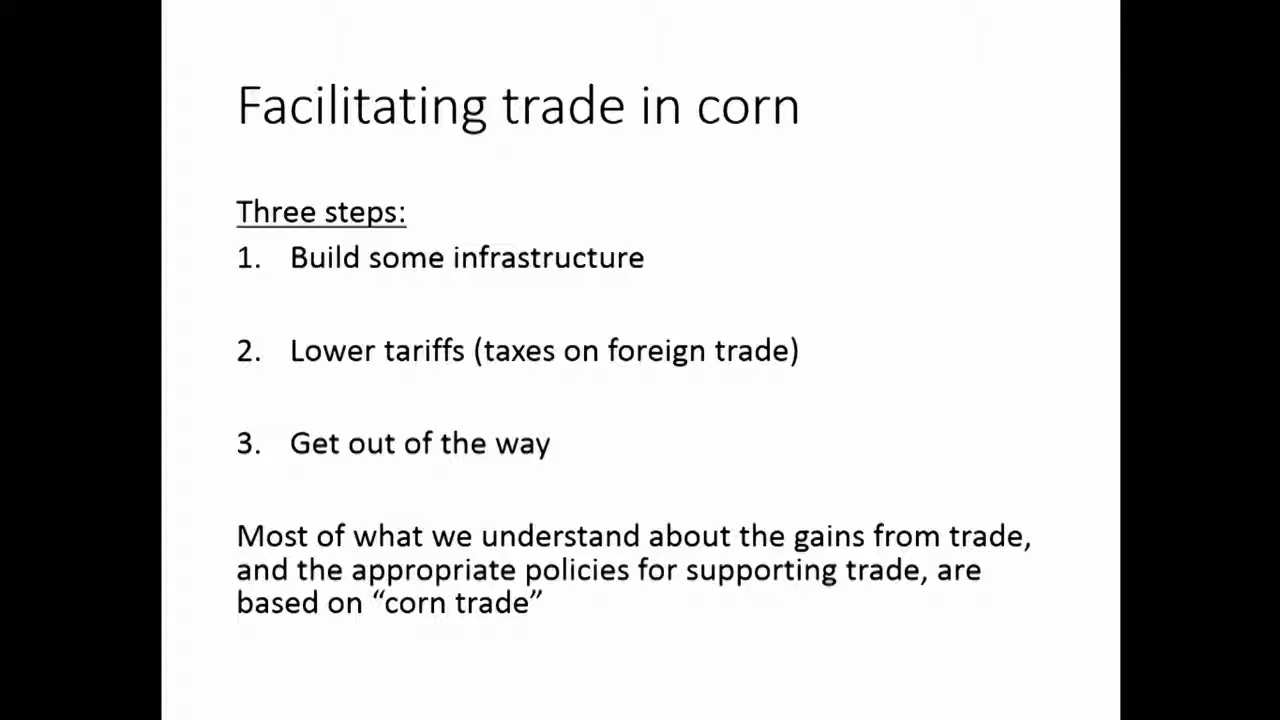 Facilitating trade in corn
Three steps:
1. Build some infrastructure
2. Lower tariffs (taxes on foreign trade)
3. Get out of the way
Most of what we understand about the gains from trade,
and the appropriate policies for supporting trade, are
based on “corn trade”